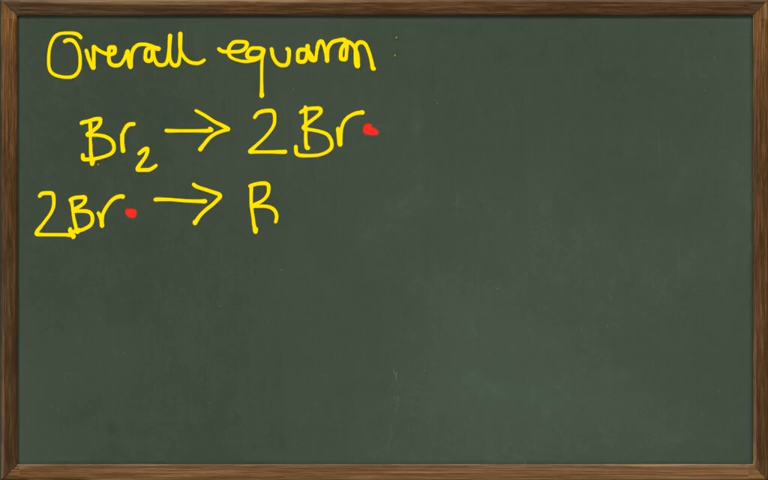 Overall equation :
Br₂ → 2Br•
2Br• → B